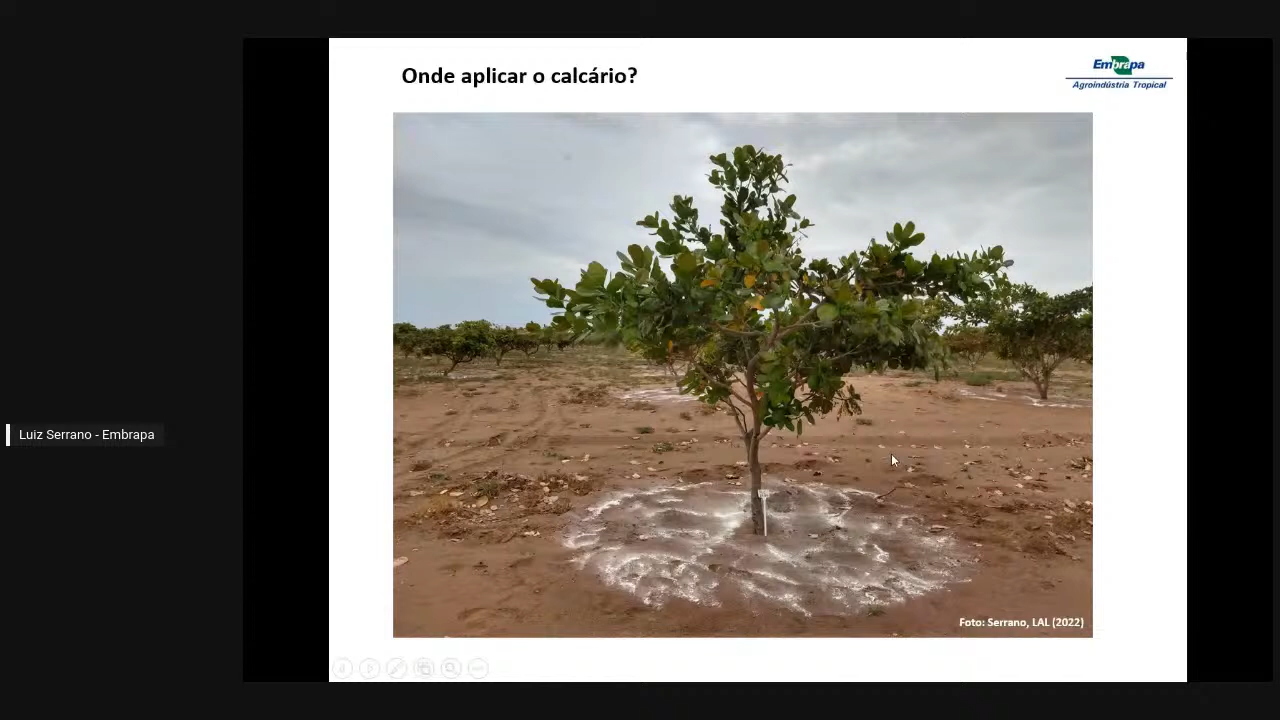 Onde aplicar o calcário?
Embrapa
Agroindústria Tropical
Luiz Serrano - Embrapa
Foto: Serrano, LAL (2022)